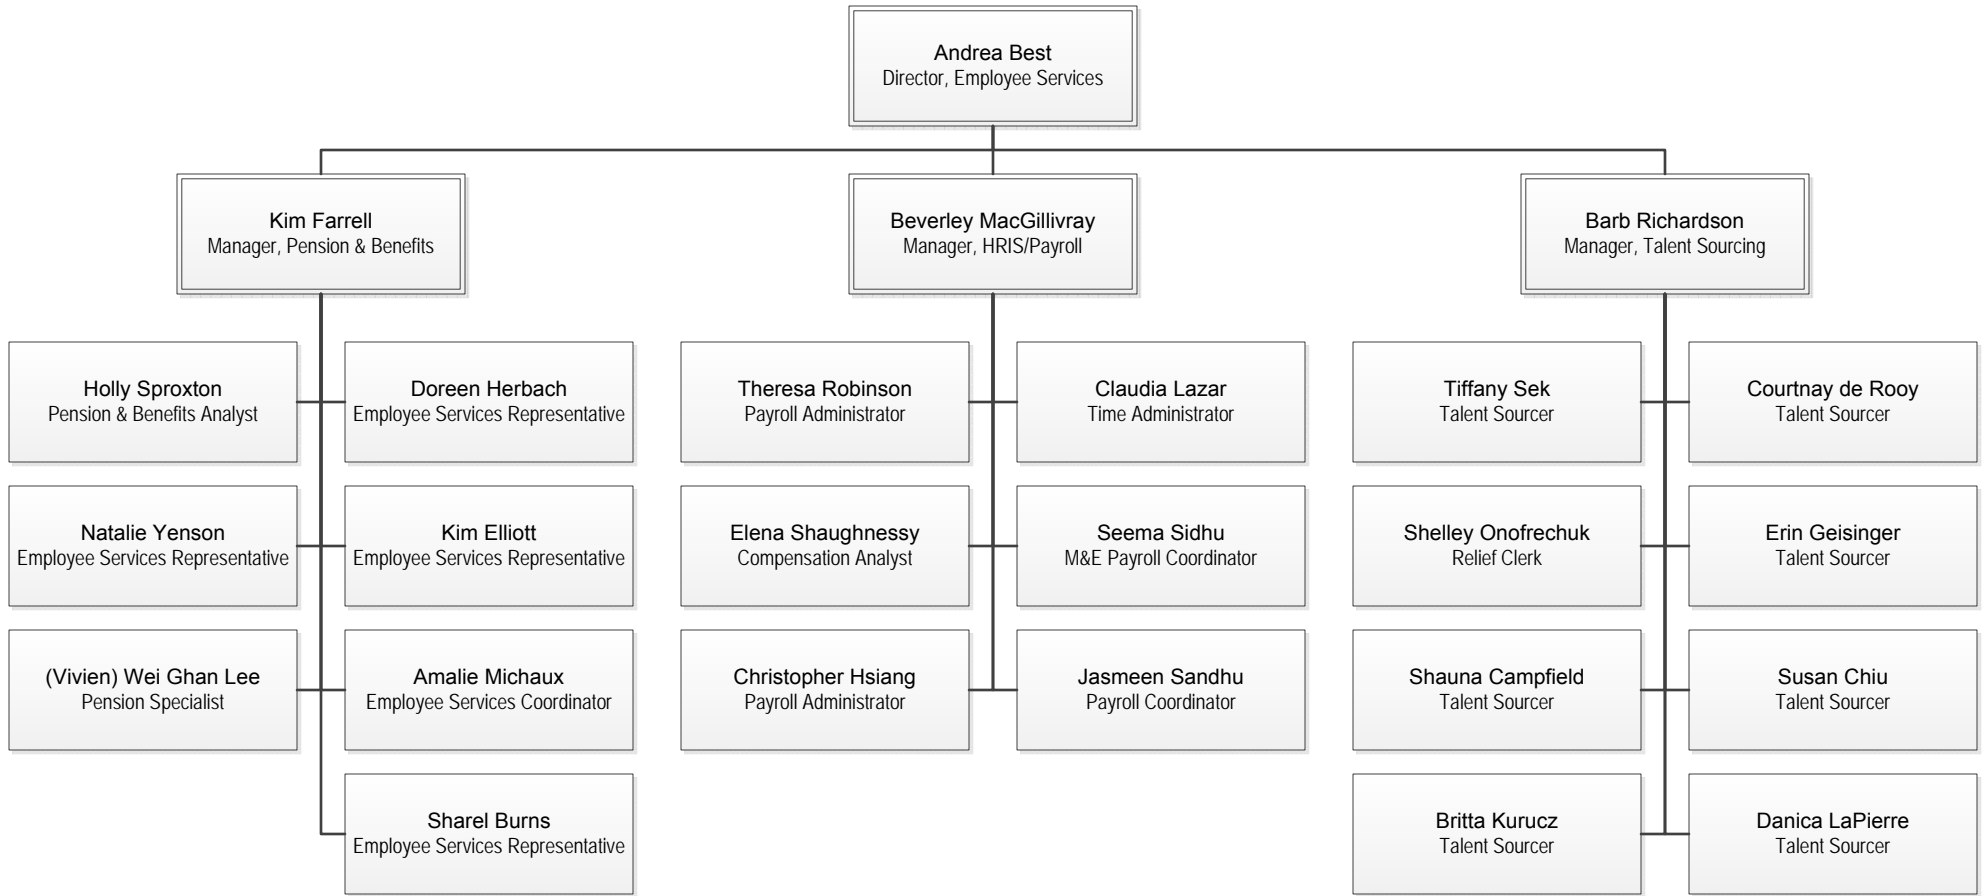 Andrea Best
Director, Employee Services
Kim Farrell
Manager, Pension & Benefits
Beverley MacGillivray
Manager, HRIS/Payroll
Barb Richardson
Manager, Talent Sourcing
Holly Sproxton
Pension & Benefits Analyst
Doreen Herbach
Employee Services Representative
Theresa Robinson
Payroll Administrator
Claudia Lazar
Time Administrator
Tiffany Sek
Talent Sourcer
Courtnay de Rooy
Talent Sourcer
Natalie Yenson
Employee Services Representative
Kim Elliott
Employee Services Representative
Elena Shaughnessy
Compensation Analyst
Seema Sidhu
M&E Payroll Coordinator
Shelley Onofrechuk
Relief Clerk
Erin Geisinger
Talent Sourcer
(Vivien) Wei Ghan Lee
Pension Specialist
Amalie Michaux
Employee Services Coordinator
Christopher Hsiang
Payroll Administrator
Jasmeen Sandhu
Payroll Coordinator
Shauna Campfield
Talent Sourcer
Susan Chiu
Talent Sourcer
Sharel Burns
Employee Services Representative
Britta Kurucz
Talent Sourcer
Danica LaPierre
Talent Sourcer